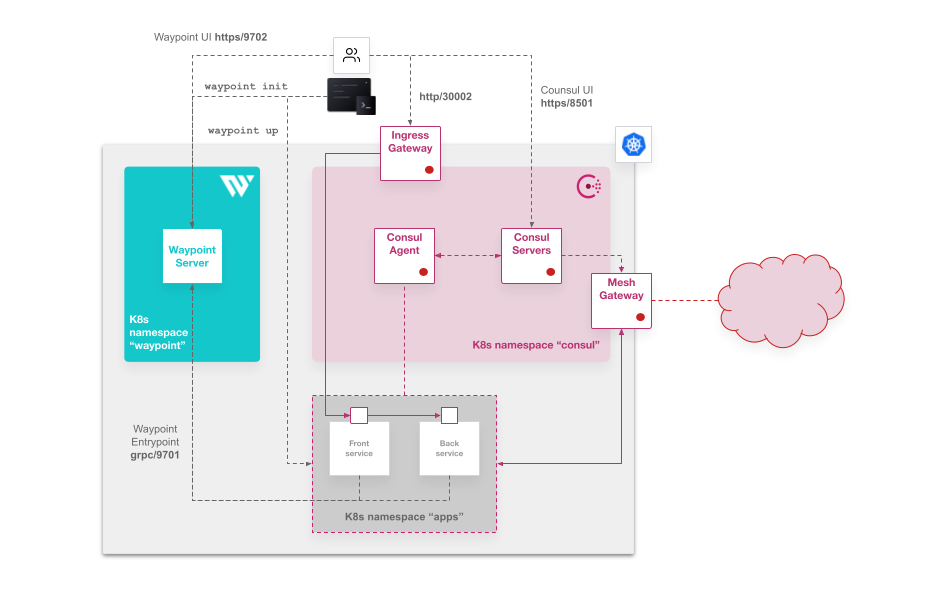 Waypoint UI https/9702
waypoint init
waypoint up
http/30002
Counsul UI
https/8501
Ingress
Gateway
Waypoint
Server
Consul
Agent
Consul
Servers
Mesh
Gateway
K8s
namespace
“waypoint”
K8s namespace “consul”
Waypoint
Entrypoint
grpc/9701
Front
service
Back
service
K8s namespace “apps”